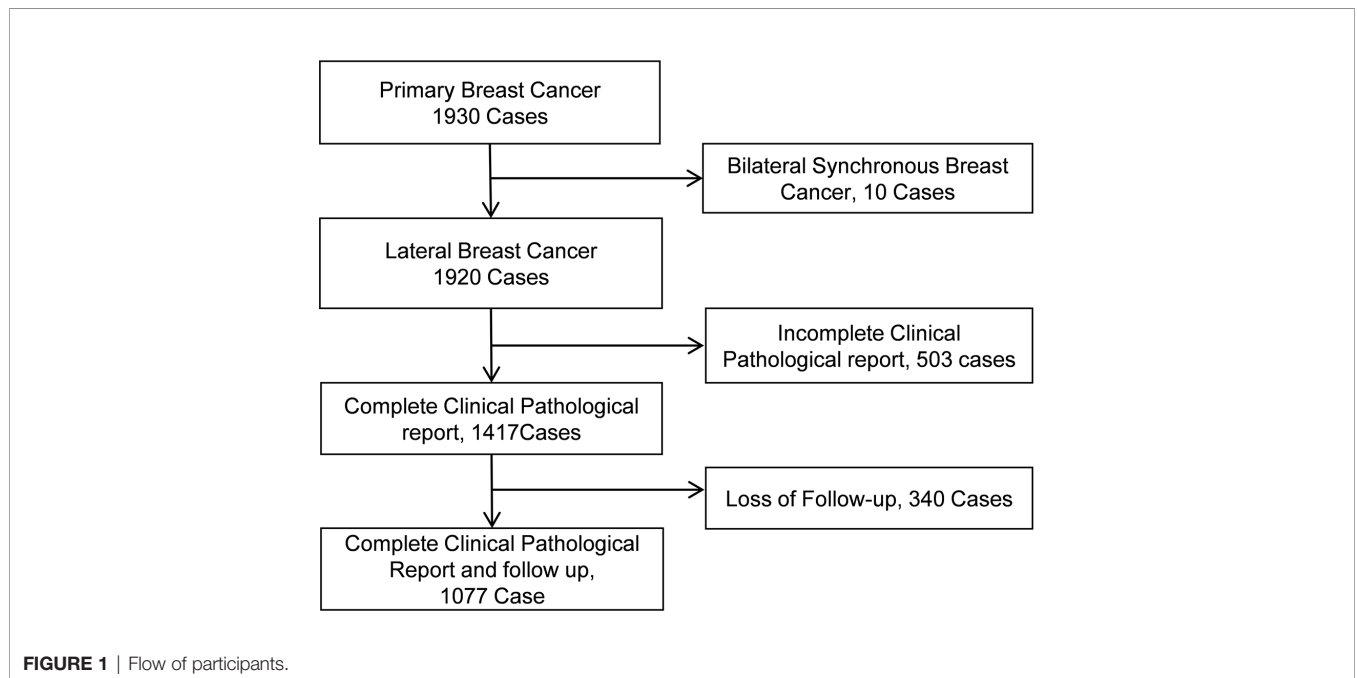 Primary Breast Cancer
1930 Cases
Bilateral Synchronous Breast
Cancer, 10 Cases
Lateral Breast Cancer
1920 Cases
Incomplete Clinical
Pathological report, 503 cases
Complete Clinical Pathological
report, 1417Cases
Loss of Follow-up, 340 Cases
Complete Clinical Pathological
Report and follow up,
1077 Case
FIGURE 1 | Flow of participants.